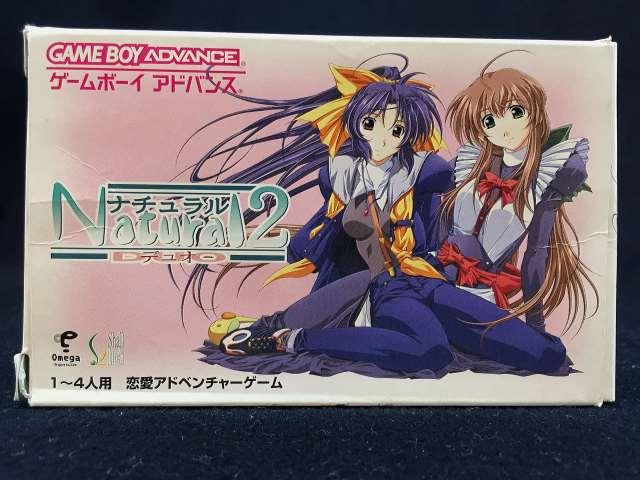 GAME BOY ADVANCE
ゲームボーイ アドバンス®
ナチュラル
Natural2
DUO
デュオ
Omega
1～4人用 恋愛アドベンチャーゲーム